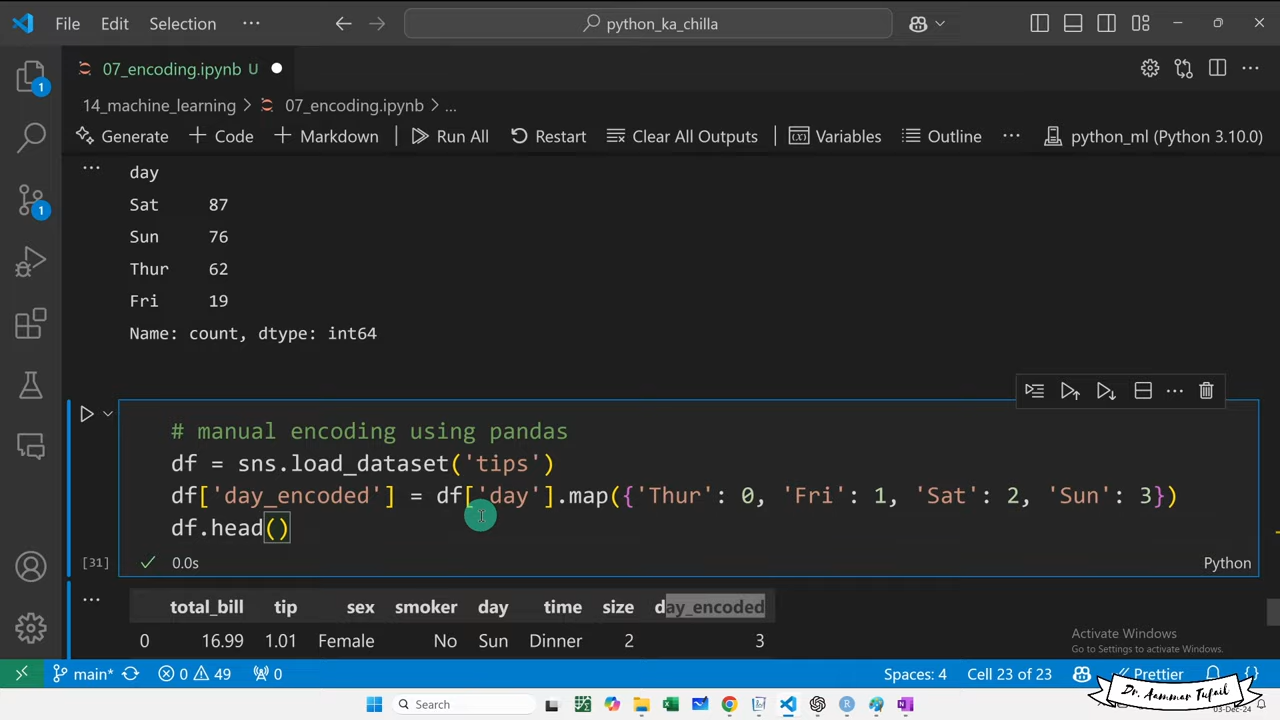 File Edit Selection ··· python_ka_chilla
07_encoding.ipynb U
14_machine_learning > 07_encoding.ipynb > ...
Generate + Code + Markdown Run All Restart Clear All Outputs Variables Outline ··· python_ml (Python 3.10.0)
1
1
··· day
Sat 87
Sun 76
Thur 62
Fri 19
Name: count, dtype: int64
# manual encoding using pandas
df = sns.load_dataset('tips')
df['day_encoded'] = df['day'].map({'Thur': 0, 'Fri': 1, 'Sat': 2, 'Sun': 3})
df.head()
[31] 0.0s Python
··· total_bill tip sex smoker day time size day_encoded
0 16.99 1.01 Female No Sun Dinner 2 3
Activate Windows
Go to Settings to activate Windows.
main* 0 49 0 Spaces: 4 Cell 23 of 23 Prettier
Dr. Aammar Tufail
Search
03-Dec-24